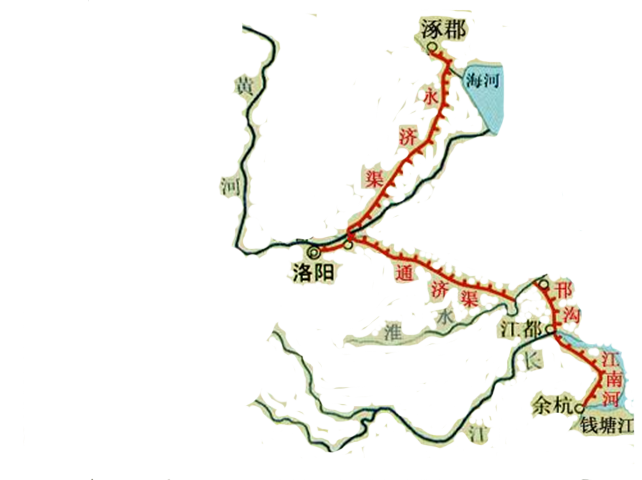 涿郡
海河
永
济
渠
黄
河
洛阳
通
济
渠
邗
沟
淮
水
江都
长
江
江
南
河
余杭
钱塘江